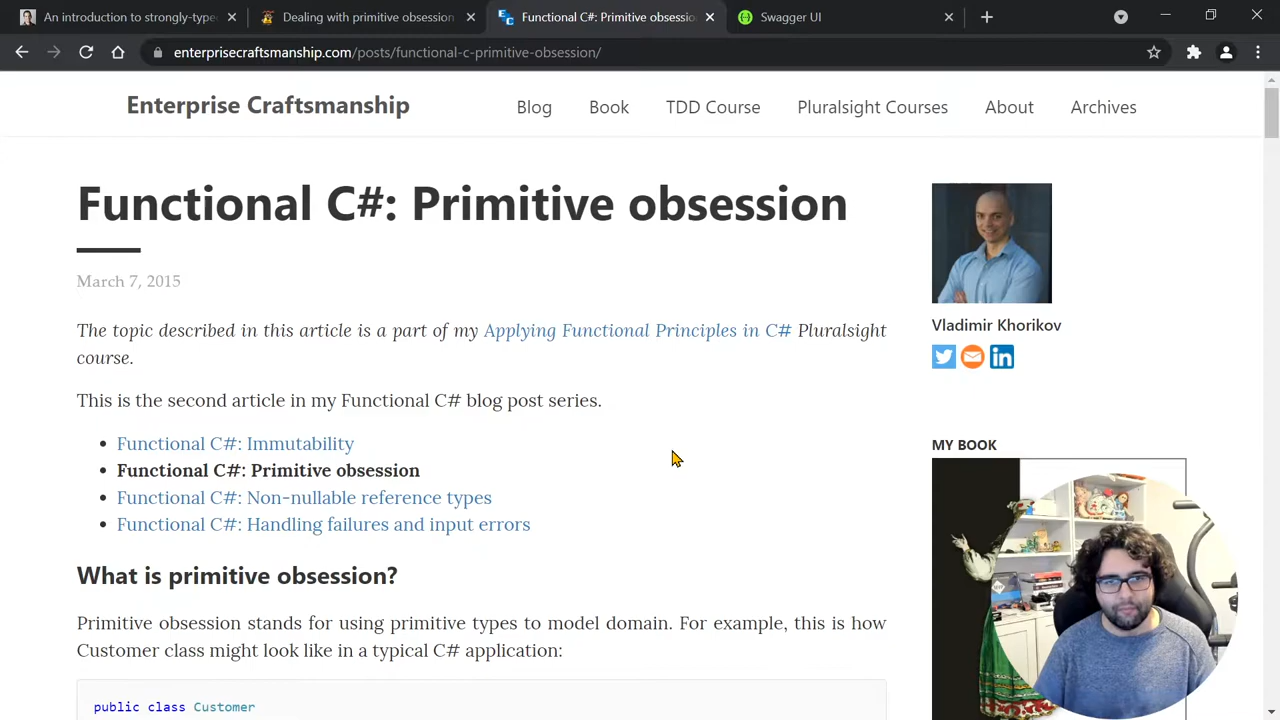 An introduction to strongly-type
Dealing with primitive obsession
Functional C#: Primitive obsessio
Swagger UI
enterprisecraftsmanship.com/posts/functional-c-primitive-obsession/
Enterprise Craftsmanship
Blog
Book
TDD Course
Pluralsight Courses
About
Archives
Functional C#: Primitive obsession
March 7, 2015
The topic described in this article is a part of my Applying Functional Principles in C# Pluralsight
course.
This is the second article in my Functional C# blog post series.
Functional C#: Immutability
Functional C#: Primitive obsession
Functional C#: Non-nullable reference types
Functional C#: Handling failures and input errors
What is primitive obsession?
Primitive obsession stands for using primitive types to model domain. For example, this is how
Customer class might look like in a typical C# application:
public class Customer
Vladimir Khorikov
MY BOOK